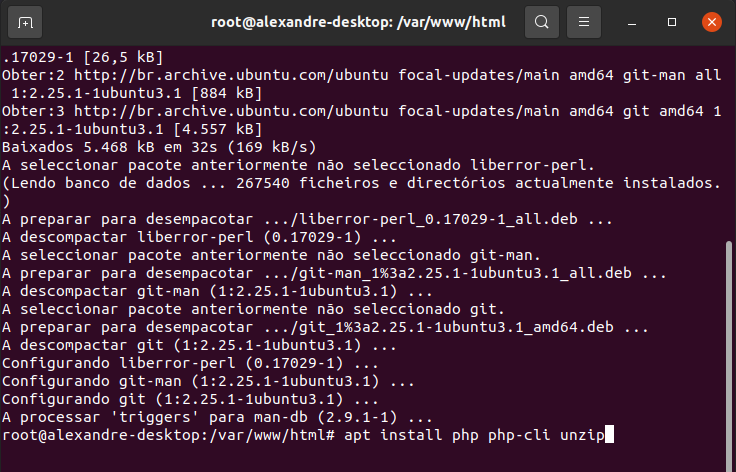 root@alexandre-desktop: /var/www/html
.17029-1 [26,5 kB]
Obter:2 http://br.archive.ubuntu.com/ubuntu focal-updates/main amd64 git-man all
 1:2.25.1-1ubuntu3.1 [884 kB]
Obter:3 http://br.archive.ubuntu.com/ubuntu focal-updates/main amd64 git amd64 1
:2.25.1-1ubuntu3.1 [4.557 kB]
Baixados 5.468 kB em 32s (169 kB/s)
A seleccionar pacote anteriormente não seleccionado liberror-perl.
(Lendo banco de dados ... 267540 ficheiros e directórios actualmente instalados.
)
A preparar para desempacotar .../liberror-perl_0.17029-1_all.deb ...
A descompactar liberror-perl (0.17029-1) ...
A seleccionar pacote anteriormente não seleccionado git-man.
A preparar para desempacotar .../git-man_1%3a2.25.1-1ubuntu3.1_all.deb ...
A descompactar git-man (1:2.25.1-1ubuntu3.1) ...
A seleccionar pacote anteriormente não seleccionado git.
A preparar para desempacotar .../git_1%3a2.25.1-1ubuntu3.1_amd64.deb ...
A descompactar git (1:2.25.1-1ubuntu3.1) ...
Configurando liberror-perl (0.17029-1) ...
Configurando git-man (1:2.25.1-1ubuntu3.1) ...
Configurando git (1:2.25.1-1ubuntu3.1) ...
A processar 'triggers' para man-db (2.9.1-1) ...
root@alexandre-desktop:/var/www/html# apt install php php-cli unzip